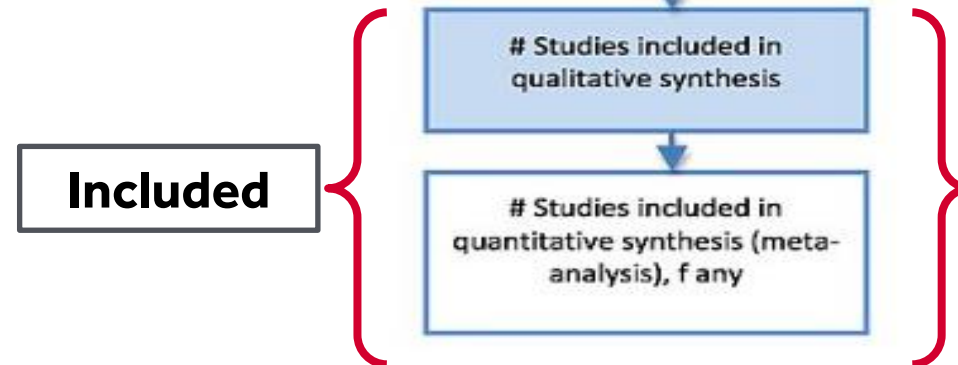 # Studies included in
qualitative synthesis
Included
# Studies included in
quantitative synthesis (meta-
analysis), f any